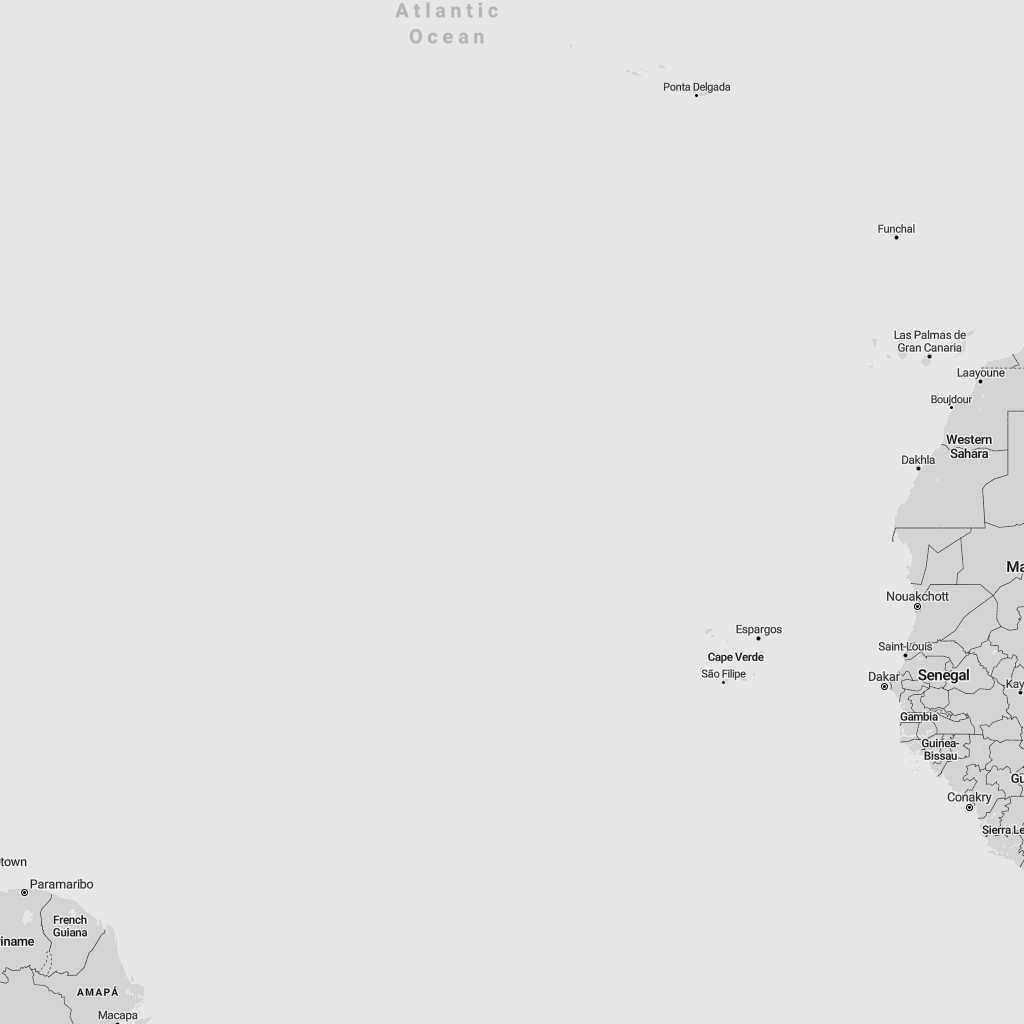 Atlantic
Ocean
Ponta Delgada
Funchal
Las Palmas de
Gran Canaria
Laayoune
Boujdour
Western
Sahara
Dakhla
Ma
Nouakchott
Espargos
Saint-Louis
Cape Verde
São Filipe
Dakar
Senegal
Kay
Gambia
Guinea-
Bissau
Gu
Conakry
Sierra Le
town
Paramaribo
French
Guiana
iname
AMAPÁ
Macapa